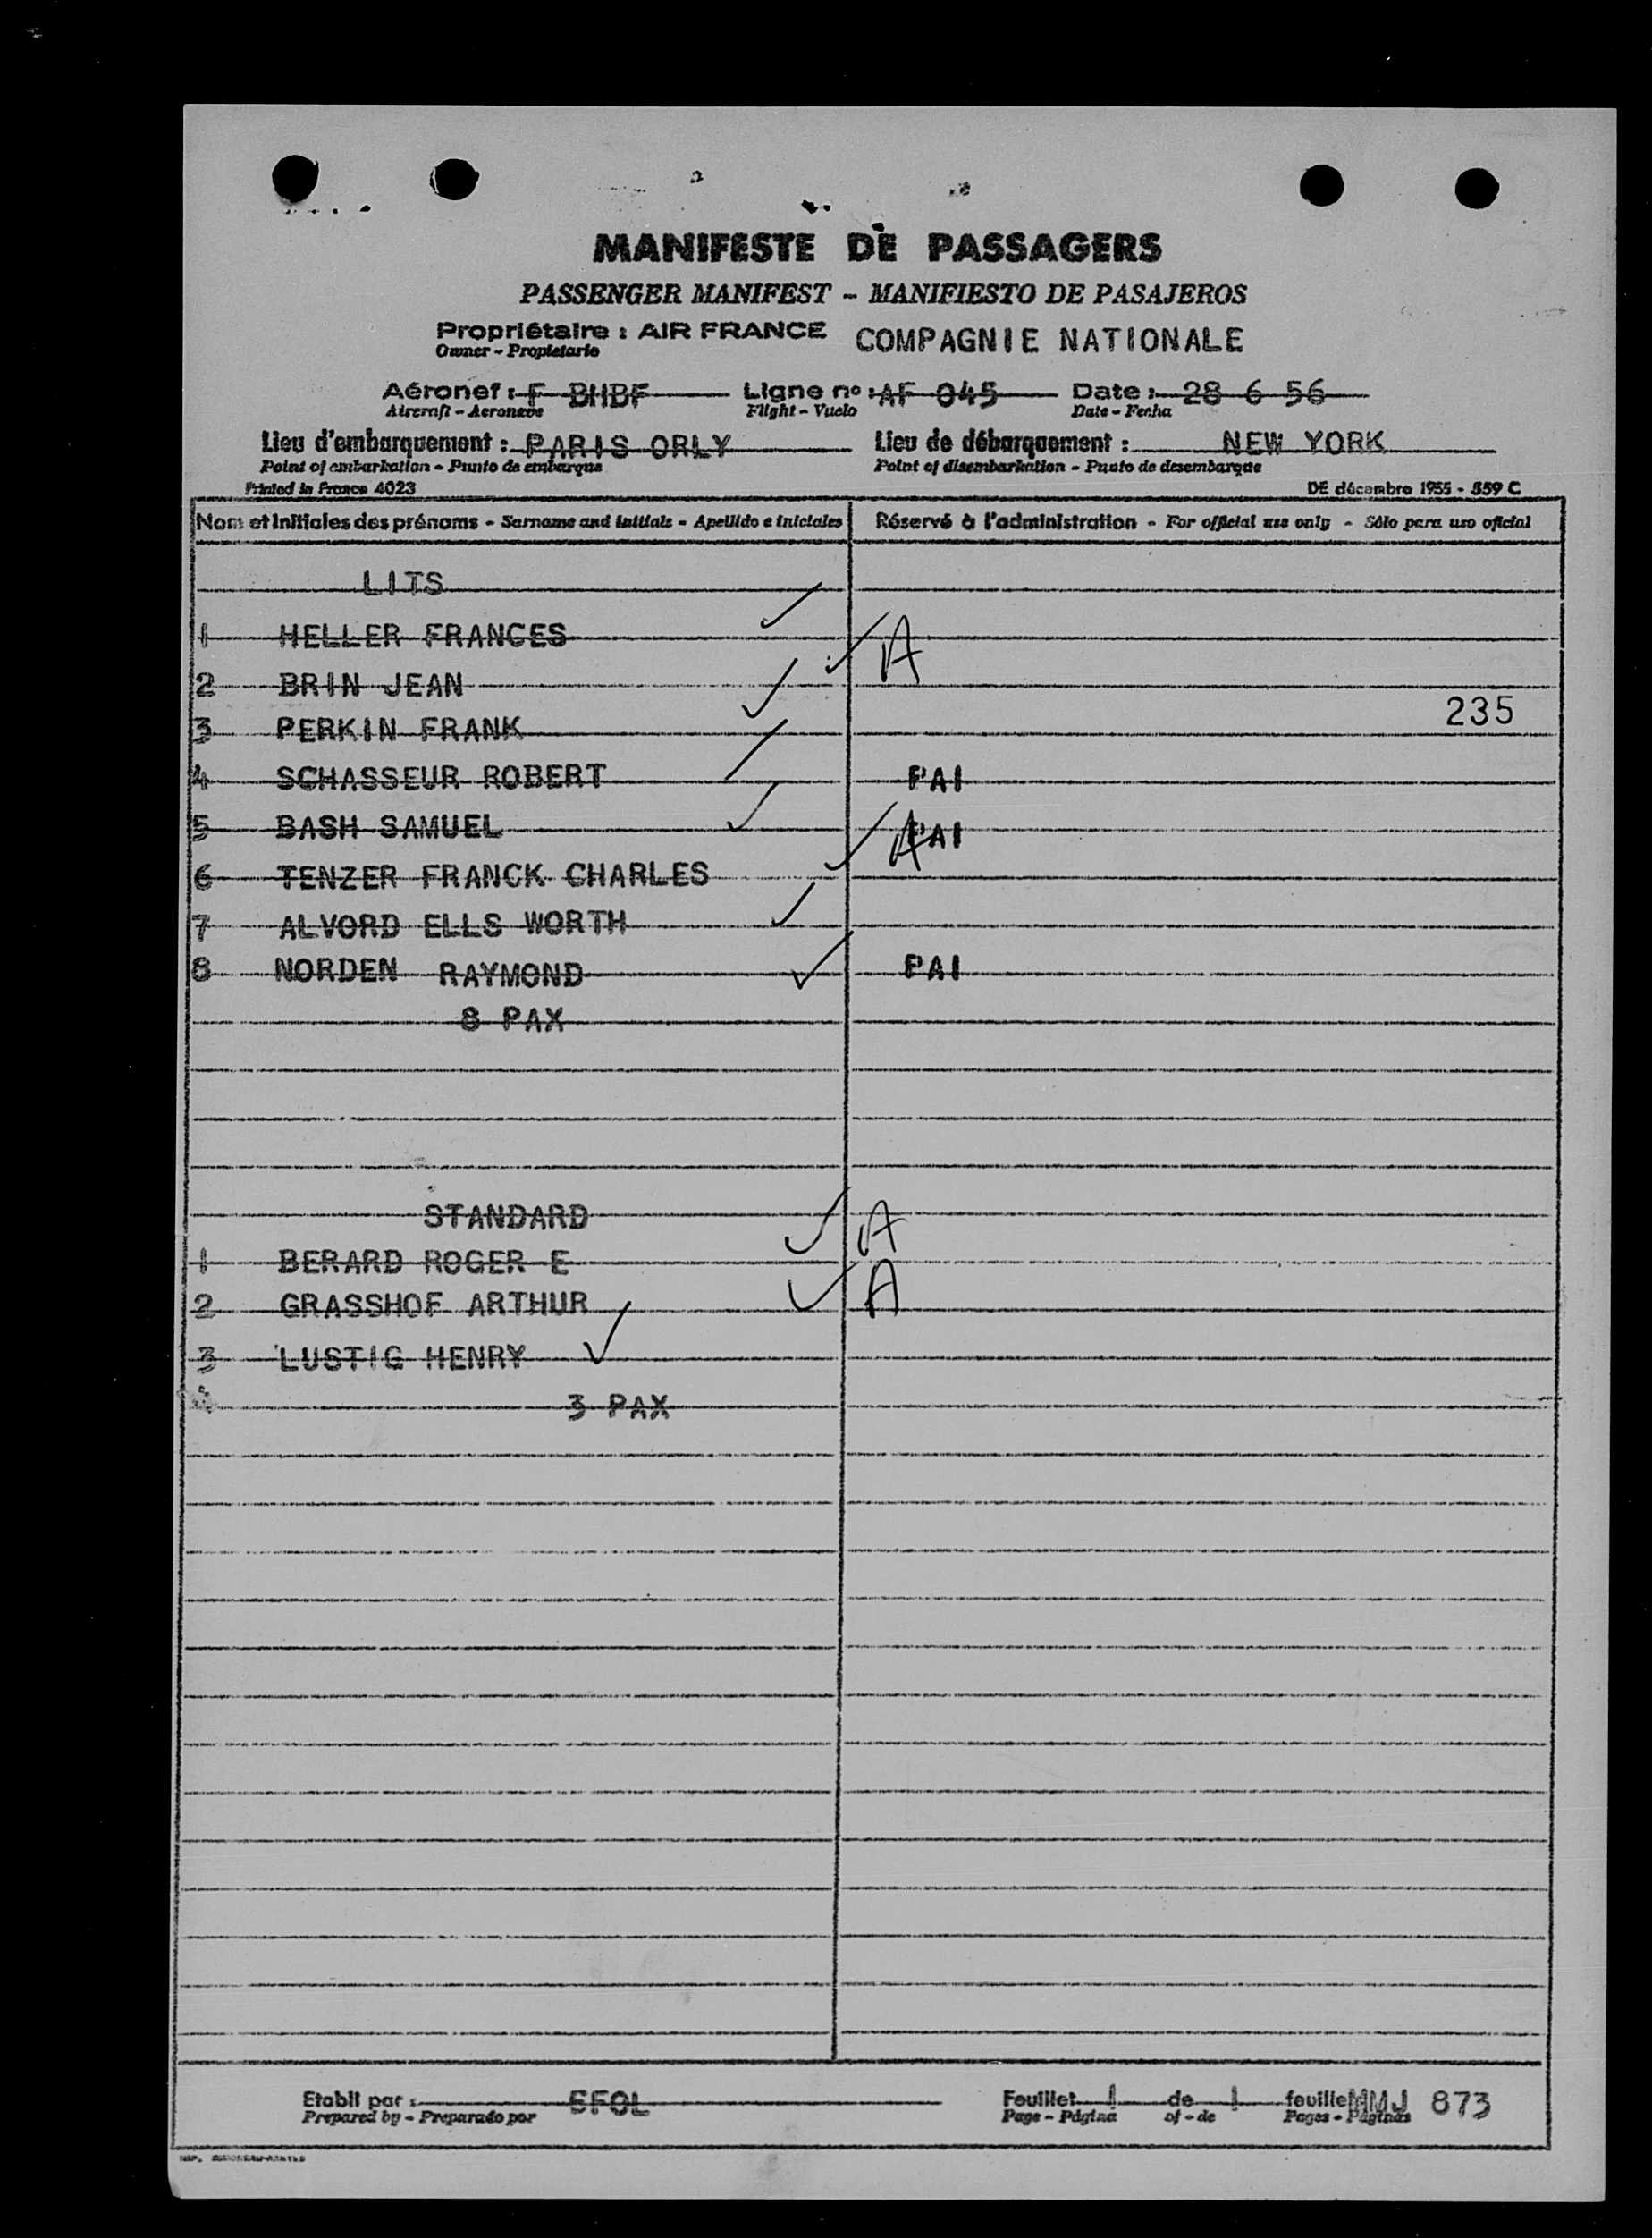 MANIFESTE DE PASSAGERS
PASSENGER MANIFEST - MANIFIESTO DE PASAJEROS
Propriétaire : AIR FRANCE COMPAGNIE NATIONALE
Owner - Propietario
Aéronef : F BHBF Ligne nº : AF 045 Date : 28 6 56
Aircraft - Aeronave Flight - Vuelo Date - Fecha
Lieu d'embarquement : PARIS ORLY Lieu de débarquement : NEW YORK
Point of embarkation - Punto de embarque Point of disembarkation - Punto de desembarque
Printed in France 4023 DE décembre 1955 - 559 C
Nom et Initiales des prénoms - Surname and initials - Apellido e iniciales Réservé à l'administration - For official use only - Sólo para uso oficial
LITS
1 HELLER FRANCES
2 BRIN JEAN A
235
3 PERKIN FRANK
4 SCHASSEUR ROBERT PAI
5 BASH SAMUEL PAI
6 TENZER FRANCK CHARLES A
7 ALVORD ELLS WORTH
8 NORDEN RAYMOND PAI
8 PAX
STANDARD
1 BERARD ROGER E A
2 GRASSHOF ARTHUR A
3 LUSTIG HENRY
3 PAX
Etabli par : EFOL Feuillet 1 de 1 feuille MMJ 873
Prepared by - Preparado por Page - Página of - de Pages - Páginas